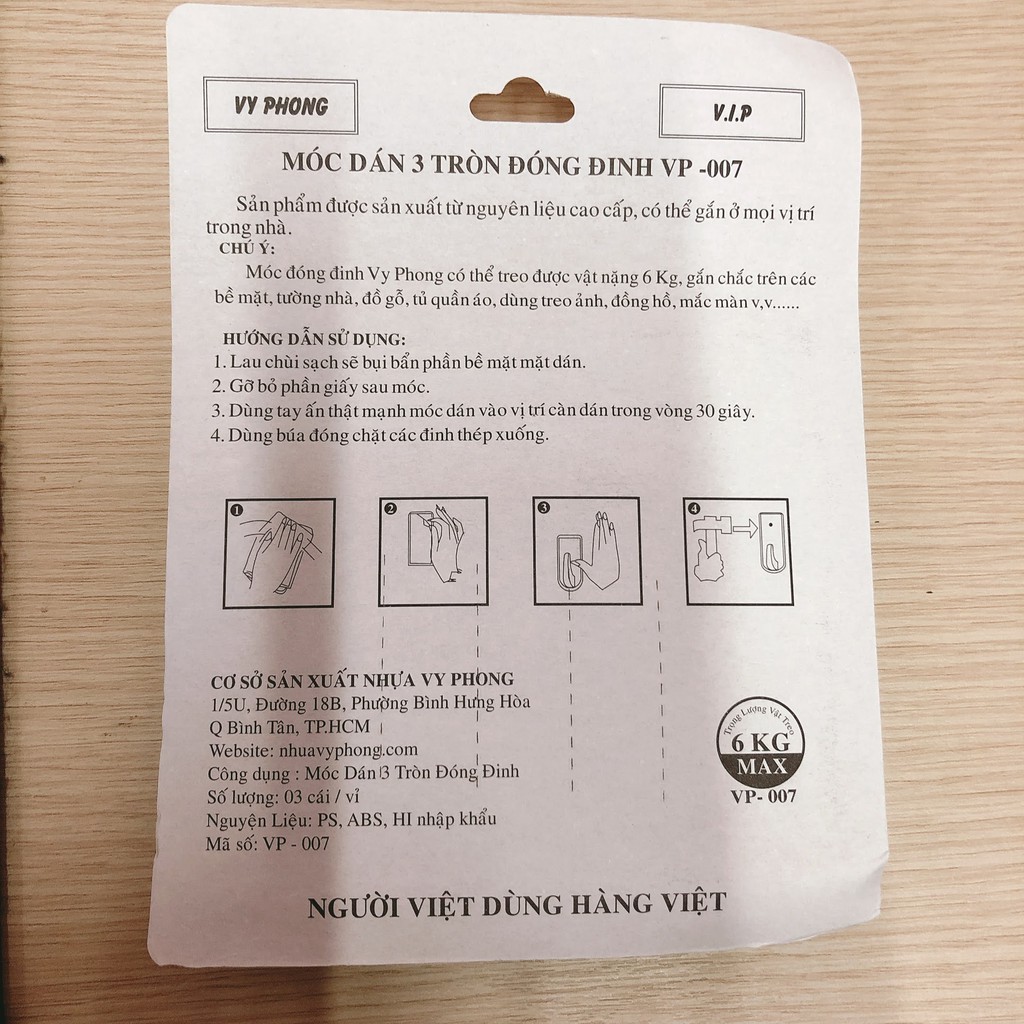 VY PHONG
V.I.P
MÓC DÁN 3 TRÒN ĐÓNG ĐINH VP -007
Sản phẩm được sản xuất từ nguyên liệu cao cấp, có thể gắn ở mọi vị trí
trong nhà.
CHÚ Ý:
Móc đóng đinh Vy Phong có thể treo được vật nặng 6 Kg, gắn chắc trên các
bề mặt, tường nhà, đồ gỗ, tủ quần áo, dùng treo ảnh, đồng hồ, mắc màn v,v......
HƯỚNG DẪN SỬ DỤNG:
1. Lau chùi sạch sẽ bụi bẩn phần bề mặt mặt dán.
2. Gỡ bỏ phần giấy sau móc.
3. Dùng tay ấn thật mạnh móc dán vào vị trí càn dán trong vòng 30 giây.
4. Dùng búa đóng chặt các đinh thép xuống.
1
2
3
4
CƠ SỞ SẢN XUẤT NHỰA VY PHONG
1/5U, Đường 18B, Phường Bình Hưng Hòa
Q Bình Tân, TP.HCM
Website: nhuavyphong.com
Công dụng : Móc Dán 3 Tròn Đóng Đinh
Số lượng: 03 cái / vỉ
Nguyện Liệu: PS, ABS, HI nhập khẩu
Mã số: VP - 007
Trọng Lượng Vật Treo
6 KG
MAX
VP- 007
NGƯỜI VIỆT DÙNG HÀNG VIỆT